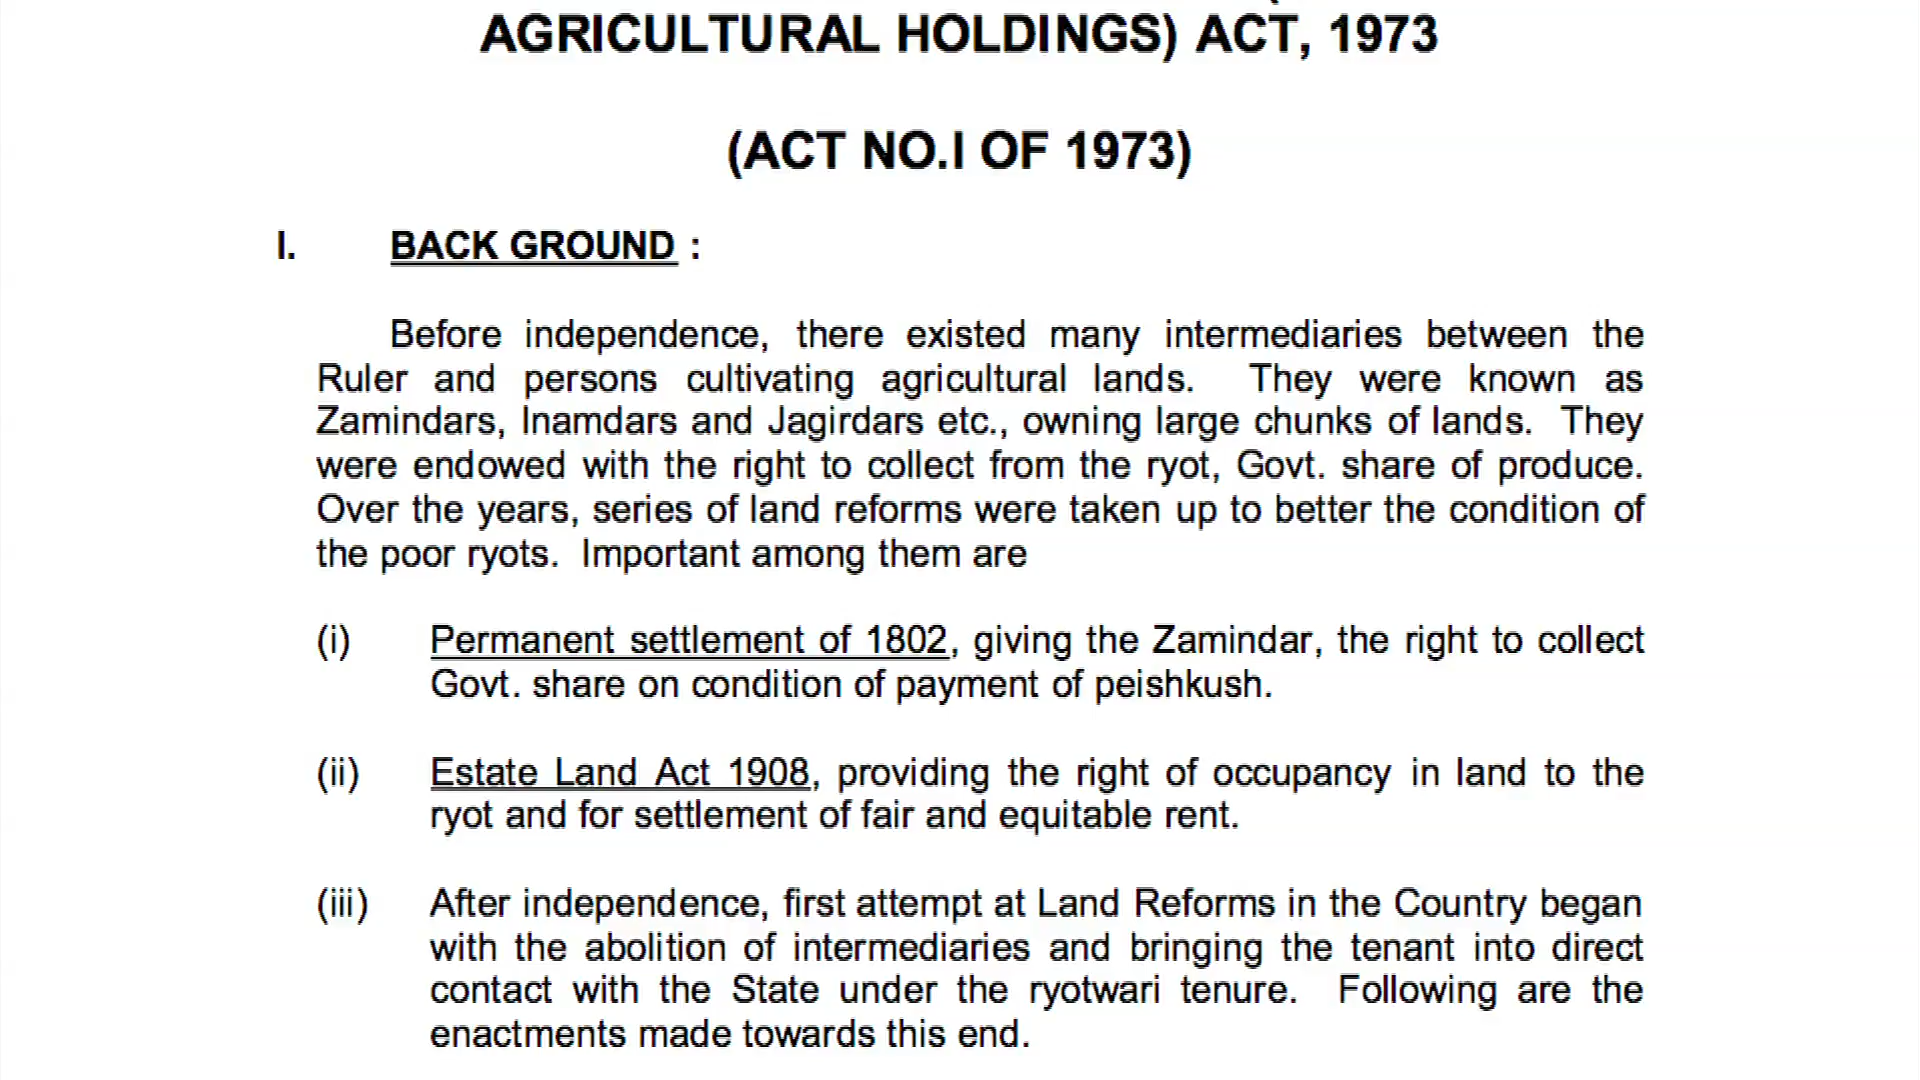 AGRICULTURAL HOLDINGS) ACT, 1973
(ACT NO.I OF 1973)
I. BACK GROUND :
Before independence, there existed many intermediaries between the
Ruler and persons cultivating agricultural lands. They were known as
Zamindars, Inamdars and Jagirdars etc., owning large chunks of lands. They
were endowed with the right to collect from the ryot, Govt. share of produce.
Over the years, series of land reforms were taken up to better the condition of
the poor ryots. Important among them are
(i) Permanent settlement of 1802, giving the Zamindar, the right to collect
Govt. share on condition of payment of peishkush.
(ii) Estate Land Act 1908, providing the right of occupancy in land to the
ryot and for settlement of fair and equitable rent.
(iii) After independence, first attempt at Land Reforms in the Country began
with the abolition of intermediaries and bringing the tenant into direct
contact with the State under the ryotwari tenure. Following are the
enactments made towards this end.